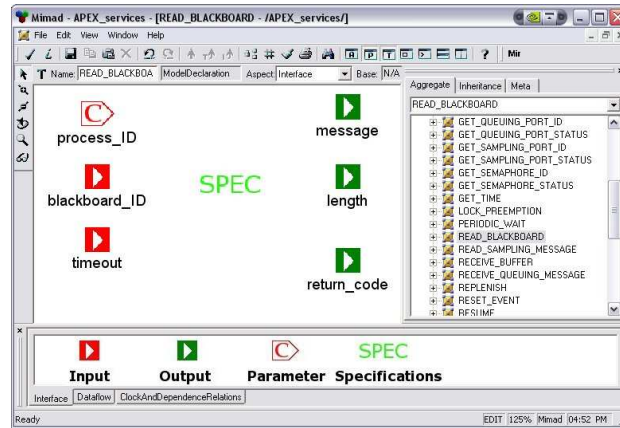 Mimad - APEX_services - [READ_BLACKBOARD - /APEX_services/]
File Edit View Window Help
Mir
Name: READ_BLACKBOA ModelDeclaration Aspect: Interface Base: N/A
Aggregate Inheritance Meta
READ_BLACKBOARD
GET_QUEUING_PORT_ID
GET_QUEUING_PORT_STATUS
GET_SAMPLING_PORT_ID
GET_SAMPLING_PORT_STATUS
GET_SEMAPHORE_ID
GET_SEMAPHORE_STATUS
GET_TIME
LOCK_PREEMPTION
PERIODIC_WAIT
READ_BLACKBOARD
READ_SAMPLING_MESSAGE
RECEIVE_BUFFER
RECEIVE_QUEUING_MESSAGE
REPLENISH
RESET_EVENT
RESUME
C
process_ID
message
blackboard_ID
SPEC
length
timeout
return_code
C
SPEC
Input Output Parameter Specifications
Interface Dataflow ClockAndDependenceRelations
Ready
EDIT 125% Mimad 04:52 PM